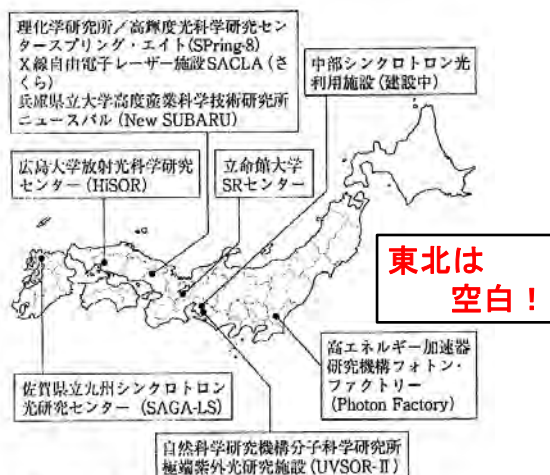 理化学研究所／高輝度光科学研究セン
タースプリング・エイト(SPring-8)
X線自由電子レーザー施設SACLA（さ
くら）
兵庫県立大学高度産業科学技術研究所
ニュースバル（New SUBARU）
中部シンクロトロン光
利用施設（建設中）
広島大学放射光科学研究
センター（HiSOR）
立命館大学
SRセンター
東北は
空白！
佐賀県立九州シンクロトロン
光研究センター（SAGA-LS）
高エネルギー加速器
研究機構フォトン・
ファクトリー
(Photon Factory)
自然科学研究機構分子科学研究所
極端紫外光研究施設（UVSOR-Ⅱ）